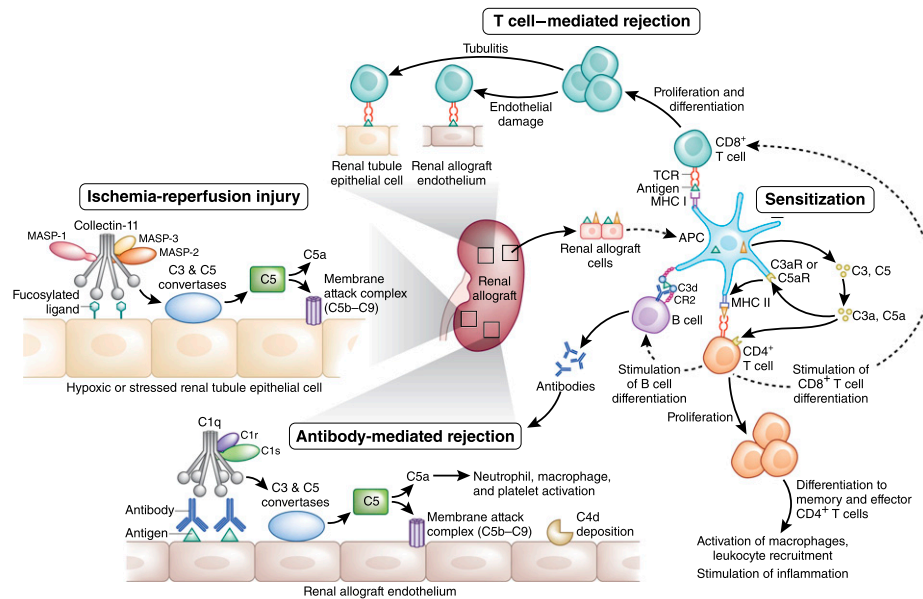 T cell–mediated rejection
Tubulitis
Endothelial
damage
Proliferation and
differentiation
Renal tubule
epithelial cell
Renal allograft
endothelium
CD8+
T cell
TCR
Antigen
MHC I
Sensitization
APC
Renal allograft
cells
C3aR or
C5aR
C3, C5
C3a, C5a
MHC II
C3d
CR2
B cell
CD4+
T cell
Antibodies
Stimulation
of B cell
differentiation
Stimulation of
CD8+ T cell
differentiation
Proliferation
Differentiation to
memory and effector
CD4+ T cells
Activation of macrophages,
leukocyte recruitment
Stimulation of inflammation
Renal
allograft
Ischemia-reperfusion injury
Collectin-11
MASP-1
MASP-3
MASP-2
C3 & C5
convertases
C5
C5a
Membrane
attack complex
(C5b–C9)
Fucosylated
ligand
Hypoxic or stressed renal tubule epithelial cell
Antibody-mediated rejection
C1q
C1r
C1s
C3 & C5
convertases
C5
C5a
Neutrophil, macrophage,
and platelet activation
Membrane attack
complex (C5b–C9)
C4d
deposition
Antibody
Antigen
Renal allograft endothelium